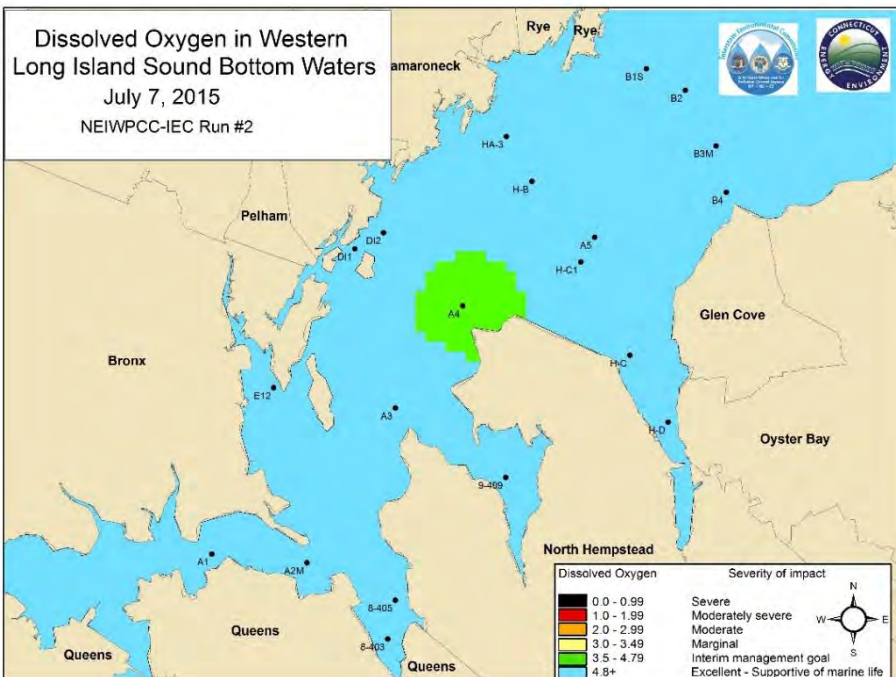 Dissolved Oxygen in Western
Long Island Sound Bottom Waters
July 7, 2015
NEIWPCC-IEC Run #2
Rye
Rye
amaroneck
CONNECTICUT
ENERGY
ENVIRONMENT
B1S
B2
HA-3
B3M
H-B
B4
Pelham
DI2
DI1
A5
H-C1
A4
Glen Cove
Bronx
H-C
E12
A3
H-D
Oyster Bay
9-409
North Hempstead
A1
A2M
8-405
Queens
8-403
Queens
Queens
Dissolved Oxygen Severity of impact
0.0 - 0.99 Severe
1.0 - 1.99 Moderately severe
2.0 - 2.99 Moderate
3.0 - 3.49 Marginal
3.5 - 4.79 Interim management goal
4.8+ Excellent - Supportive of marine life
N
W E
S